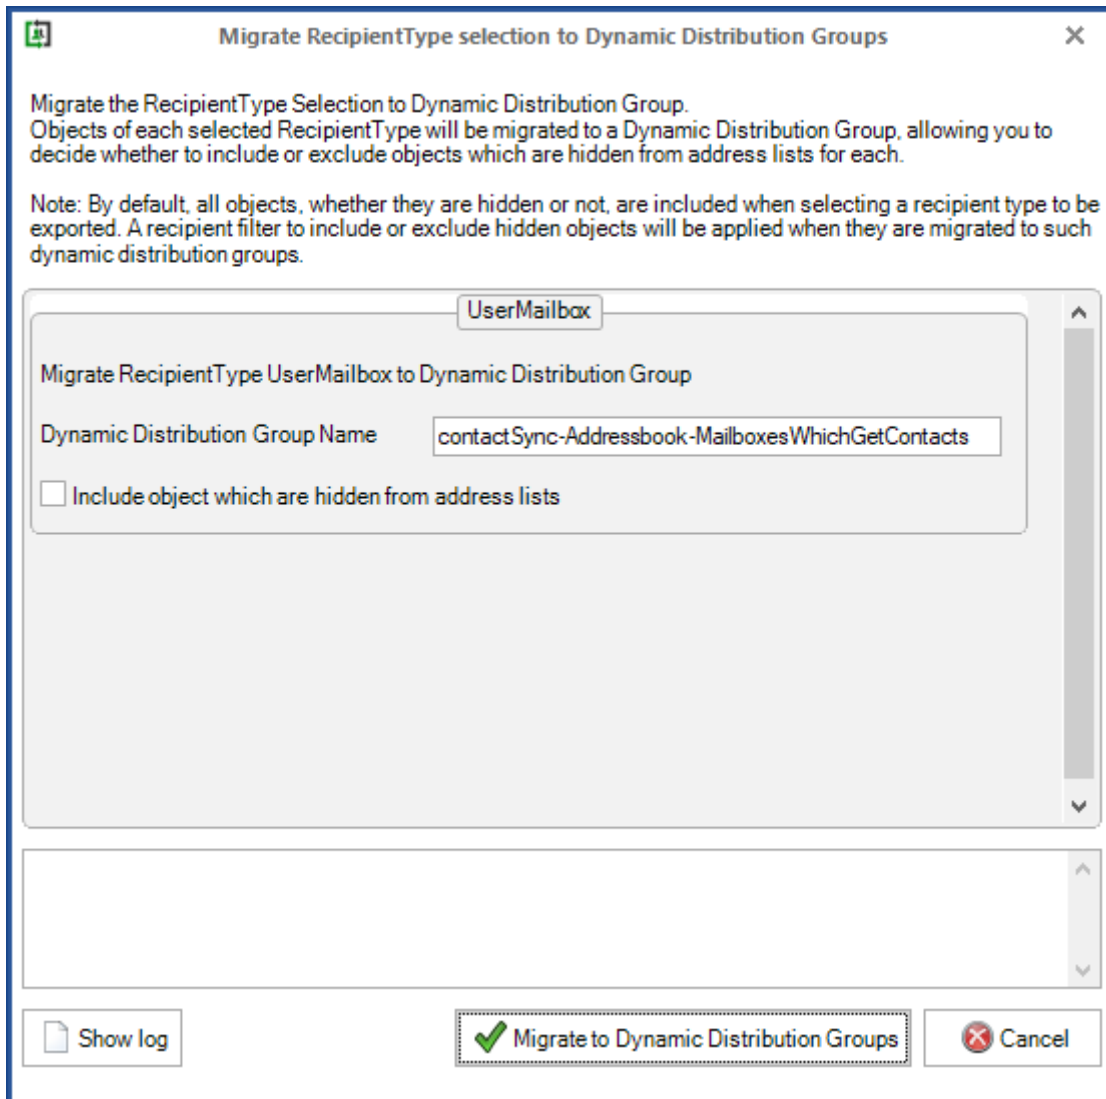 Migrate RecipientType selection to Dynamic Distribution Groups
Migrate the RecipientType Selection to Dynamic Distribution Group.
Objects of each selected RecipientType will be migrated to a Dynamic Distribution Group, allowing you to
decide whether to include or exclude objects which are hidden from address lists for each.
Note: By default, all objects, whether they are hidden or not, are included when selecting a recipient type to be
exported. A recipient filter to include or exclude hidden objects will be applied when they are migrated to such
dynamic distribution groups.
UserMailbox
Migrate RecipientType UserMailbox to Dynamic Distribution Group
Dynamic Distribution Group Name
contactSync-Addressbook-MailboxesWhichGetContacts
Include object which are hidden from address lists
Show log
Migrate to Dynamic Distribution Groups
Cancel